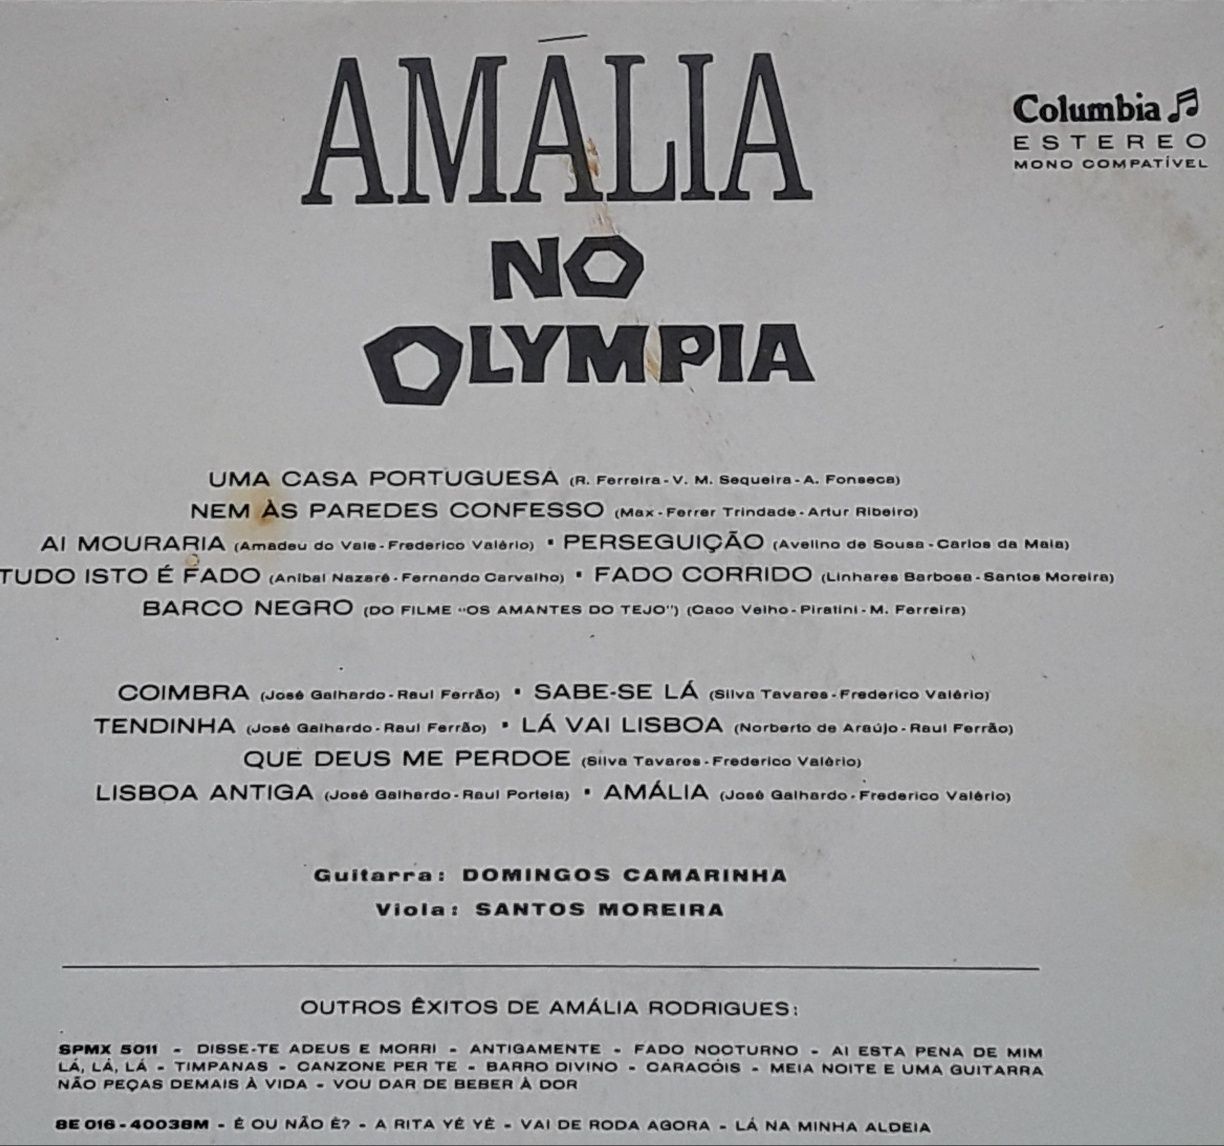 AMÁLIA
NO
OLYMPIA
Columbia
ESTEREO
MONO COMPATÍVEL
UMA CASA PORTUGUESA (R. Ferreira - V. M. Sequeira - A. Fonseca)
NEM ÀS PAREDES CONFESSO (Max - Ferrer Trindade - Artur Ribeiro)
AI MOURARIA (Amadeu do Vale - Frederico Valério) ▪ PERSEGUIÇÃO (Avelino de Sousa - Carlos da Maia)
TUDO ISTO É FADO (Anibal Nazaré - Fernando Carvalho) ▪ FADO CORRIDO (Linhares Barbosa - Santos Moreira)
BARCO NEGRO (DO FILME "OS AMANTES DO TEJO") (Caco Velho - Piratini - M. Ferreira)
COIMBRA (José Galhardo - Raul Ferrão) ▪ SABE-SE LÁ (Silva Tavares - Frederico Valério)
TENDINHA (José Galhardo - Raul Ferrão) ▪ LÁ VAI LISBOA (Norberto de Araújo - Raul Ferrão)
QUE DEUS ME PERDOE (Silva Tavares - Frederico Valério)
LISBOA ANTIGA (José Galhardo - Raul Portela) ▪ AMÁLIA (José Galhardo - Frederico Valério)
Guitarra: DOMINGOS CAMARINHA
Viola: SANTOS MOREIRA
OUTROS ÊXITOS DE AMÁLIA RODRIGUES:
SPMX 5011 - DISSE-TE ADEUS E MORRI - ANTIGAMENTE - FADO NOCTURNO - AI ESTA PENA DE MIM
LÁ, LÁ, LÁ - TIMPANAS - CANZONE PER TE - BARRO DIVINO - CARACÓIS - MEIA NOITE E UMA GUITARRA
NÃO PEÇAS DEMAIS À VIDA - VOU DAR DE BEBER À DOR
8E 016 - 40038M - É OU NÃO É? - A RITA YÉ YÉ - VAI DE RODA AGORA - LÁ NA MINHA ALDEIA